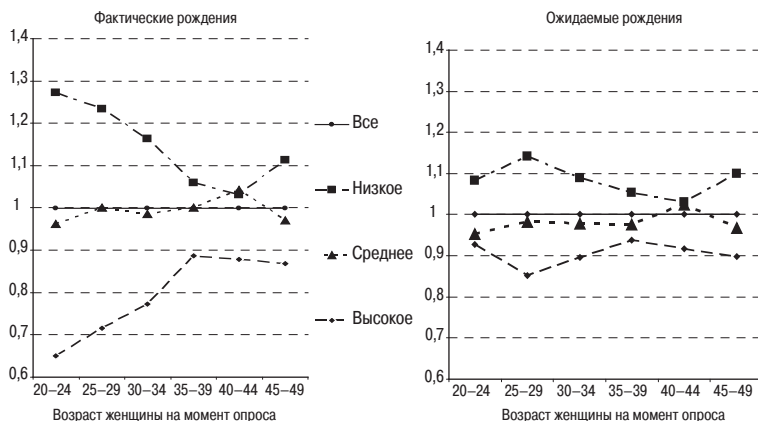 Фактические рождения
1,4
1,3
1,2
1,1
1
0,9
0,8
0,7
0,6
20–24 25–29 30–34 35–39 40–44 45–49
Возраст женщины на момент опроса
Все
Низкое
Среднее
Высокое
Ожидаемые рождения
1,4
1,3
1,2
1,1
1
0,9
0,8
0,7
0,6
20–24 25–29 30–34 35–39 40–44 45–49
Возраст женщины на момент опроса